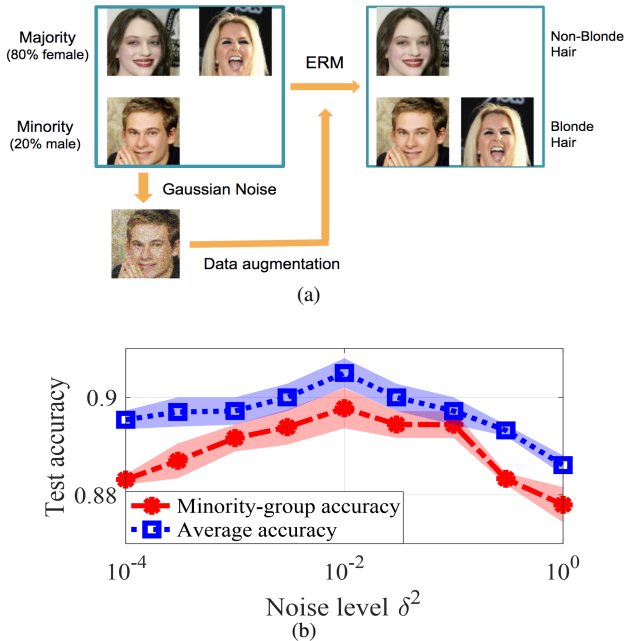 Majority
(80% female)
ERM
Non-Blonde
Hair
Minority
(20% male)
Blonde
Hair
Gaussian Noise
Data augmentation
(a)
Test accuracy
0.9
0.88
Minority-group accuracy
Average accuracy
10^-4
10^-2
10^0
Noise level δ^2
(b)